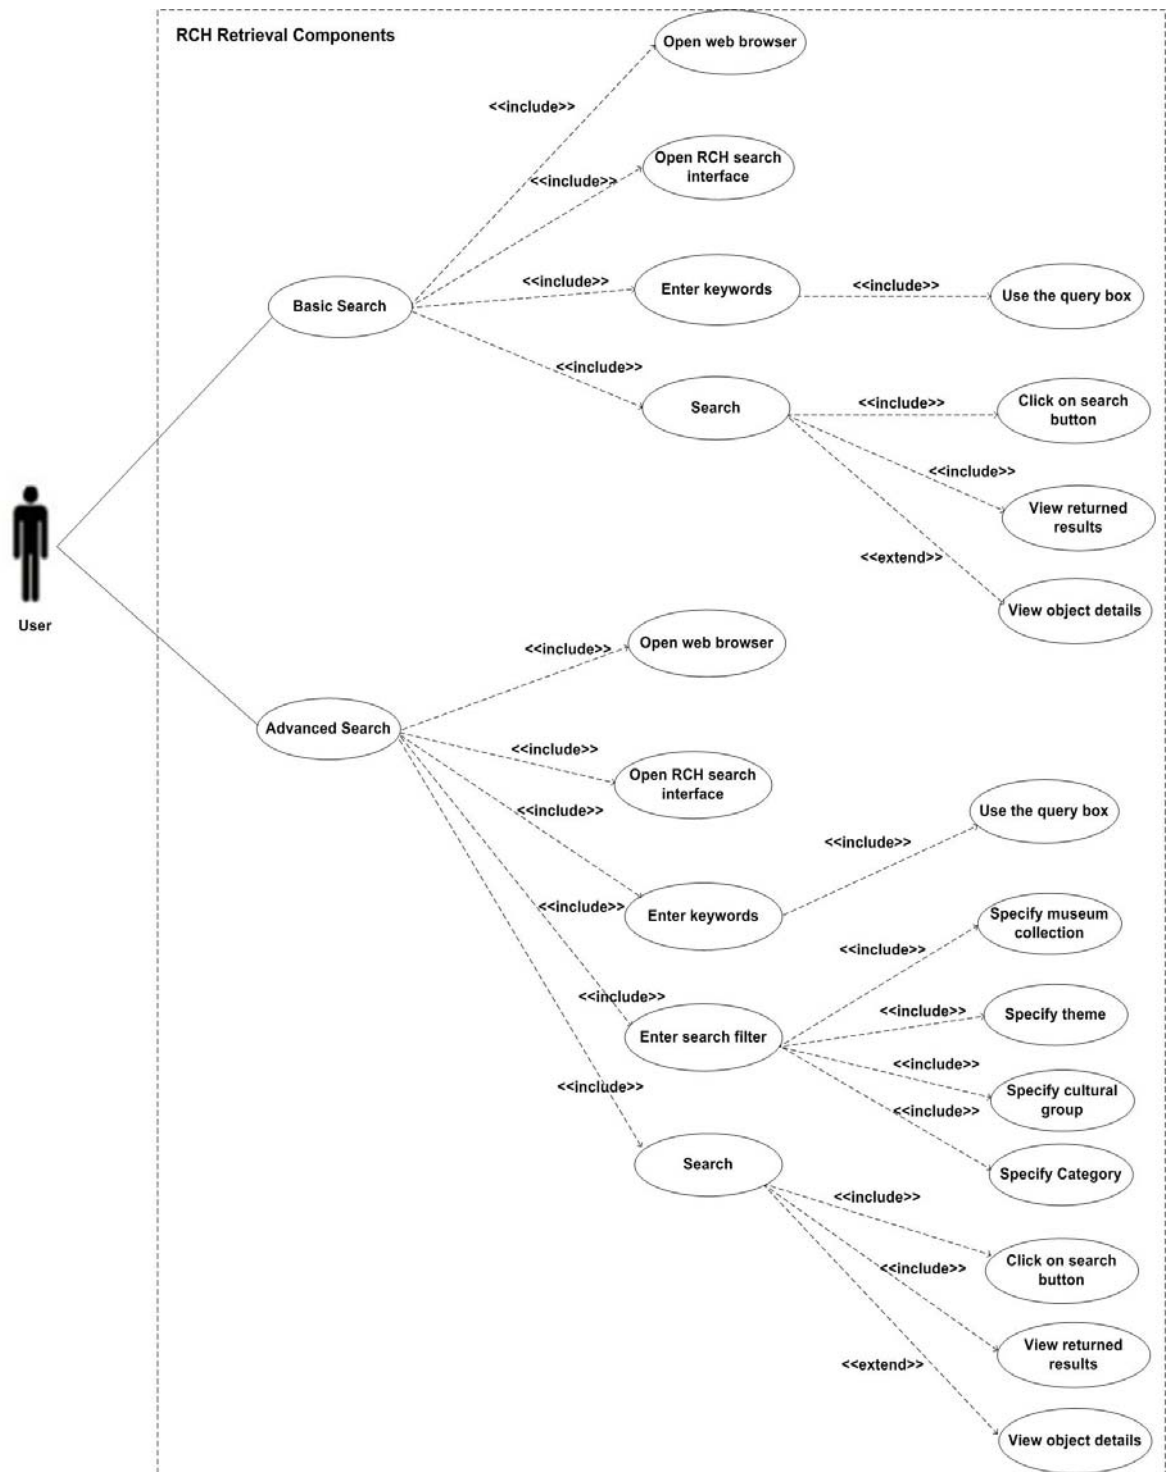 RCH Retrieval Components
Open web browser
<<include>>
Open RCH search
interface
<<include>>
Basic Search
<<include>>
Enter keywords
<<include>>
Use the query box
<<include>>
Search
<<include>>
Click on search
button
<<include>>
View returned
results
<<extend>>
View object details
User
Advanced Search
<<include>>
Open web browser
<<include>>
Open RCH search
interface
<<include>>
Enter keywords
<<include>>
Use the query box
<<include>>
<<include>>
Enter search filter
<<include>>
Specify museum
collection
<<include>>
Specify theme
<<include>>
Specify cultural
group
<<include>>
Specify Category
<<include>>
Search
<<include>>
Click on search
button
<<include>>
View returned
results
<<extend>>
View object details